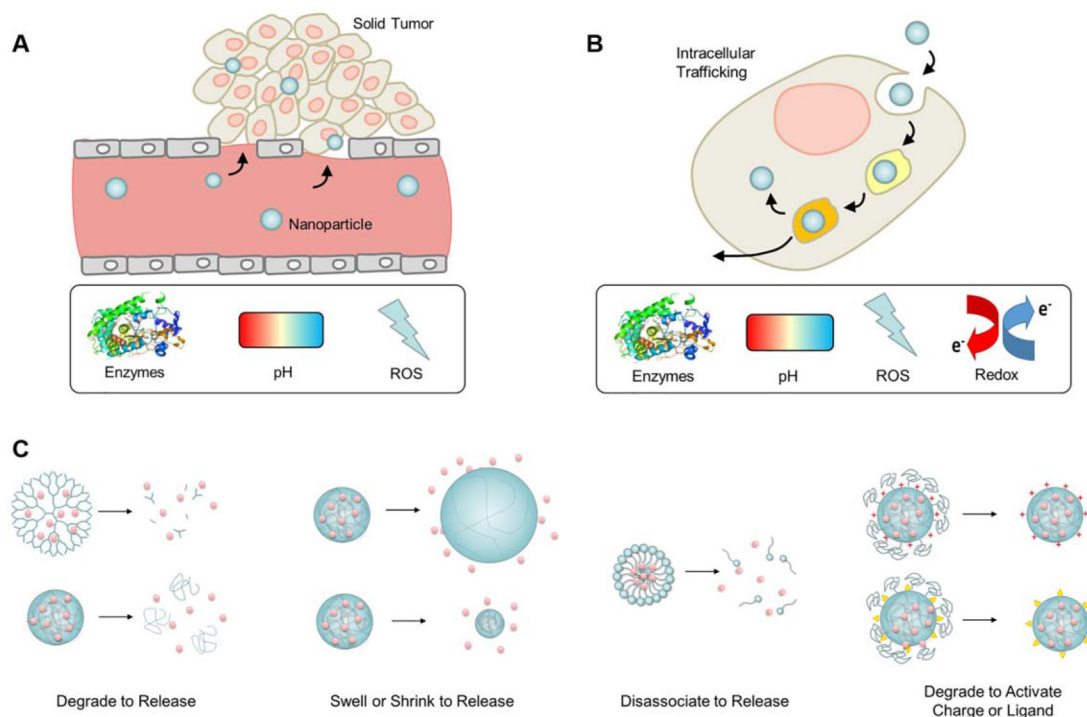 A
Solid Tumor
Nanoparticle
Enzymes
pH
ROS
B
Intracellular
Trafficking
Enzymes
pH
ROS
e-
e-
Redox
C
Degrade to Release
Swell or Shrink to Release
Disassociate to Release
Degrade to Activate
Charge or Ligand